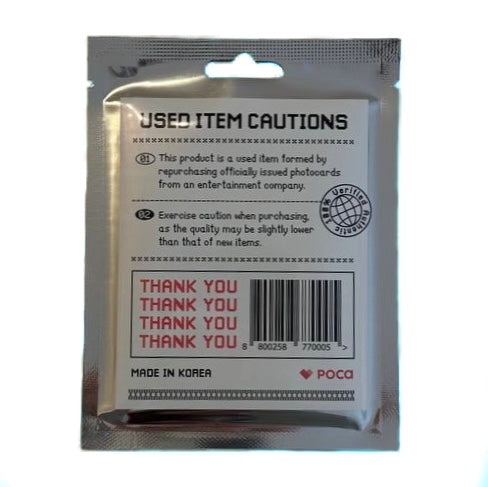 USED ITEM CAUTIONS
01 This product is a used item formed by
repurchasing officially issued photocards
from an entertainment company.
100% Verified Authentic
02 Exercise caution when purchasing,
as the quality may be slightly lower
than that of new items.
THANK YOU
THANK YOU
THANK YOU
THANK YOU
8 800258 770005 >
MADE IN KOREA
POCA